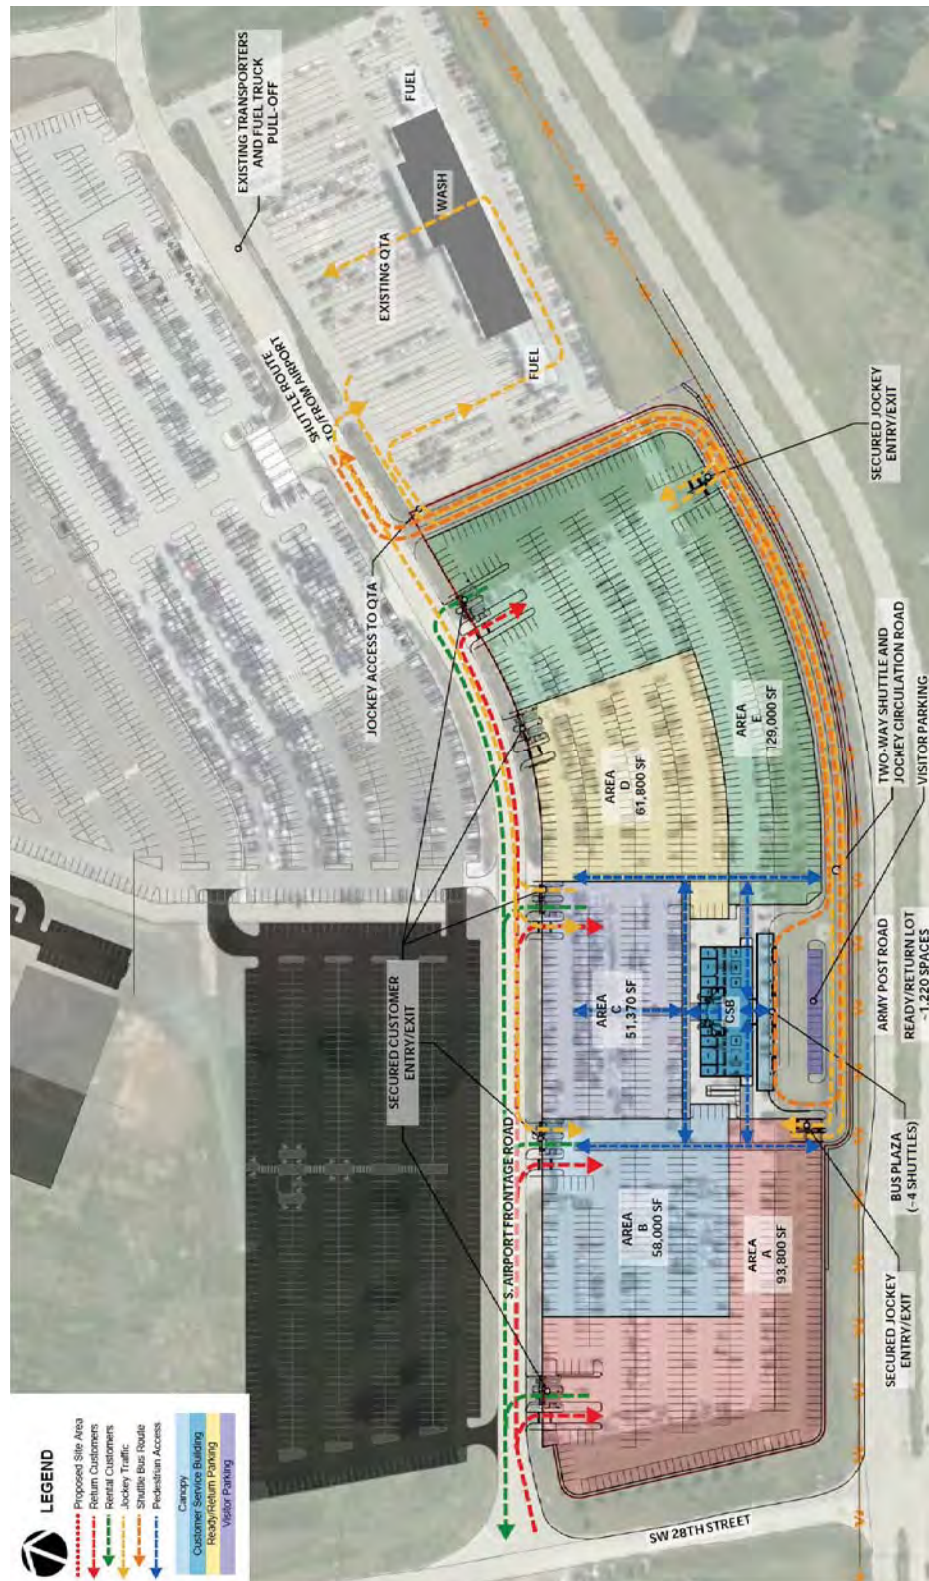 LEGEND
Proposed Site Area
Return Customers
Rental Customers
Jockey Traffic
Shuttle Bus Route
Pedestrian Access
Canopy
Customer Service Building
Ready/Return Parking
Visitor Parking
EXISTING TRANSPORTERS
AND FUEL TRUCK
PULL-OFF
FUEL
WASH
EXISTING QTA
FUEL
SHUTTLE ROUTE
TO/FROM AIRPORT
JOCKEY ACCESS TO QTA
SECURED JOCKEY
ENTRY/EXIT
SECURED CUSTOMER
ENTRY/EXIT
S. AIRPORT FRONTAGE ROAD
AREA
A
93,800 SF
AREA
B
58,000 SF
AREA
C
51,370 SF
AREA
D
61,800 SF
AREA
E
129,000 SF
CSB
SW 28TH STREET
SECURED JOCKEY
ENTRY/EXIT
BUS PLAZA
(~4 SHUTTLES)
ARMY POST ROAD
READY/RETURN LOT
~1,220 SPACES
TWO-WAY SHUTTLE AND
JOCKEY CIRCULATION ROAD
VISITOR PARKING